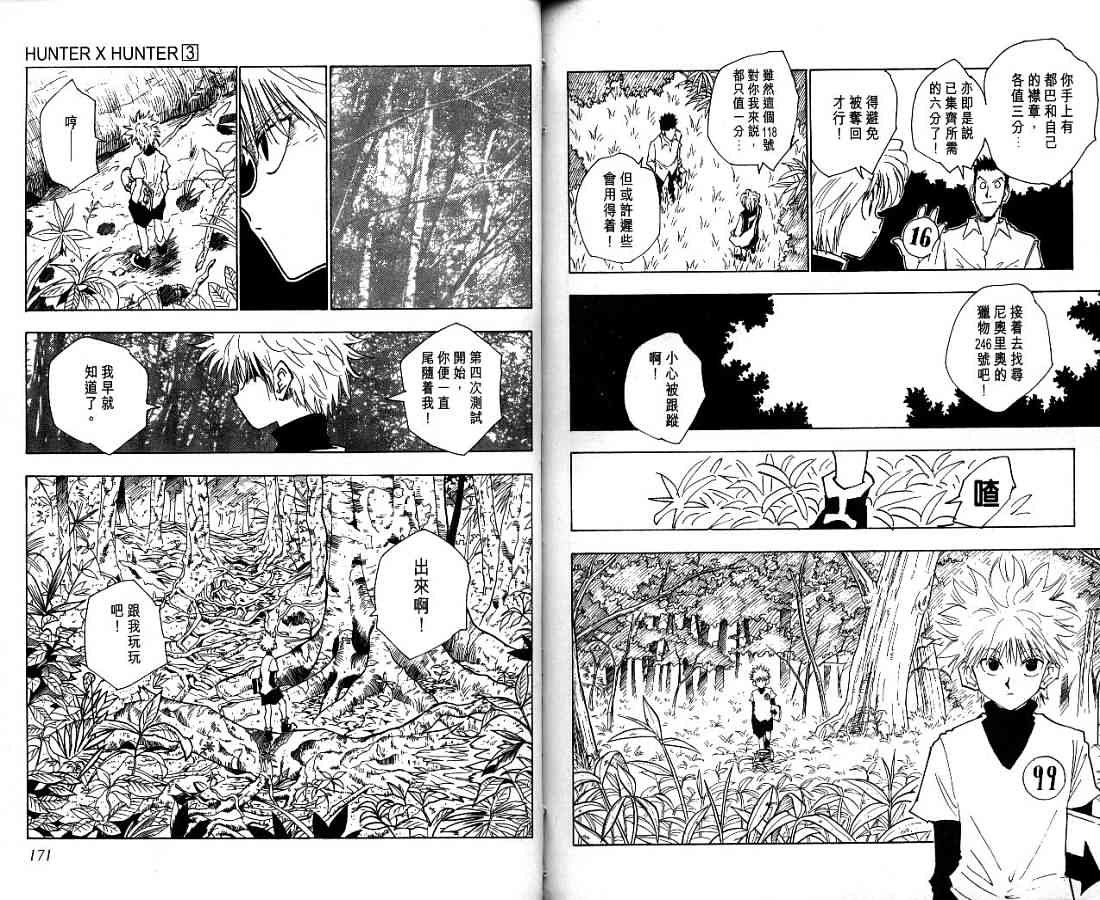 HUNTER X HUNTER 3
你手上有
都巴和自己
的襟章，
各值三分…
亦即是說
已集齊所需
的六分了！
16
得避免
被奪回
才行！
雖然這個118號
對你我來說，
都只值一分…
但或許遲些
會用得着！
接着去找尋
尼奧里奧的
獵物246號吧！
小心被跟蹤
啊！
喳
99
哼—
第四次測試
開始，
你便一直
尾隨着我！
我早就
知道了。
出來啊！
跟我玩玩
吧！
171